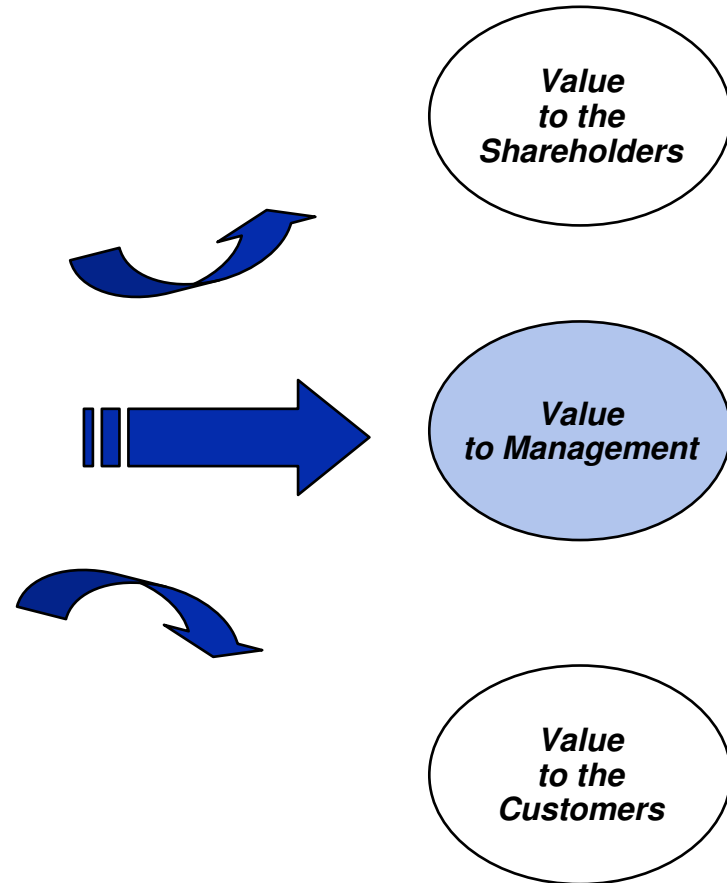 Value
to the
Shareholders
Value
to Management
Value
to the
Customers